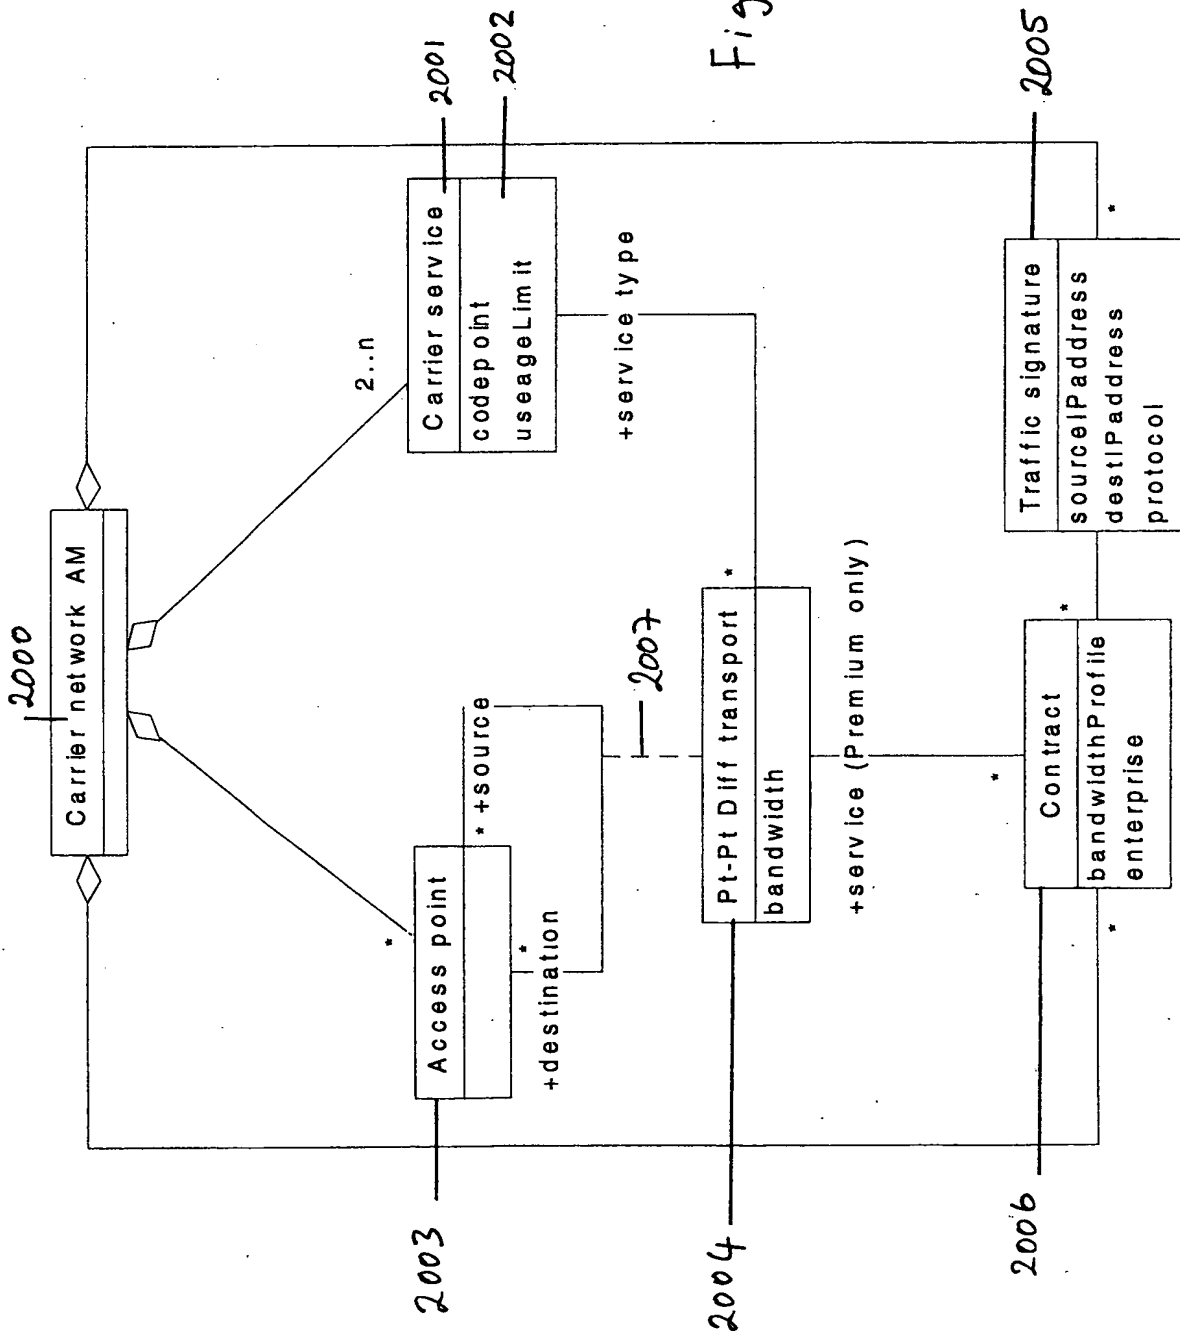 2000
Carrier network AM
2..n
Carrier service
codepoint
useageLimit
2001
2002
+service type
Access point
* +source
*
*
+destination
2003
2007
Pt-Pt Diff transport
bandwidth
*
2004
+service (Premium only)
*
Contract
bandwidthProfile
enterprise
*
*
2006
Traffic signature
sourceIPaddress
destIPaddress
protocol
*
2005
Fig